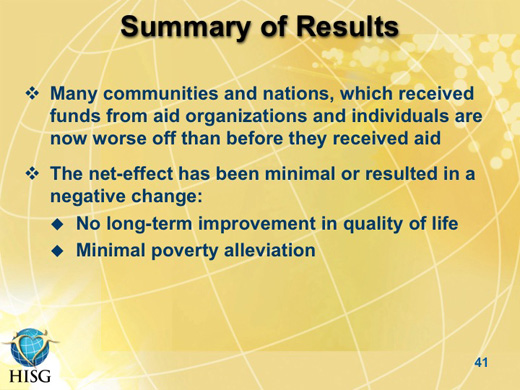 Summary of Results
❖ Many communities and nations, which received
funds from aid organizations and individuals are
now worse off than before they received aid
❖ The net-effect has been minimal or resulted in a
negative change:
◆ No long-term improvement in quality of life
◆ Minimal poverty alleviation
HISG
41